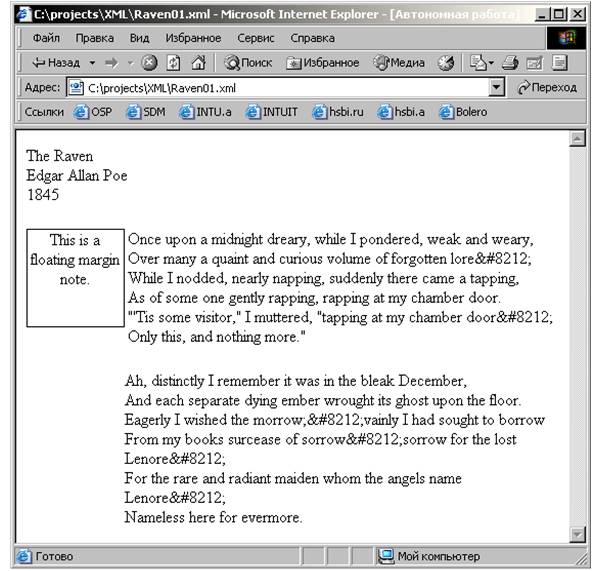 C:\projects\XML\Raven01.xml - Microsoft Internet Explorer - [Автономная работа]
Файл Правка Вид Избранное Сервис Справка
Назад Поиск Избранное Медиа
Адрес: C:\projects\XML\Raven01.xml Переход
Ссылки OSP SDM INTU.a INTUIT hsbi.ru hsbi.a Bolero
The Raven
Edgar Allan Poe
1845
This is a
floating margin
note.
Once upon a midnight dreary, while I pondered, weak and weary,
Over many a quaint and curious volume of forgotten lore&#8212;
While I nodded, nearly napping, suddenly there came a tapping,
As of some one gently rapping, rapping at my chamber door.
"'Tis some visitor," I muttered, "tapping at my chamber door&#8212;
Only this, and nothing more."
Ah, distinctly I remember it was in the bleak December,
And each separate dying ember wrought its ghost upon the floor.
Eagerly I wished the morrow;&#8212;vainly I had sought to borrow
From my books surcease of sorrow&#8212;sorrow for the lost
Lenore&#8212;
For the rare and radiant maiden whom the angels name
Lenore&#8212;
Nameless here for evermore.
Готово Мой компьютер